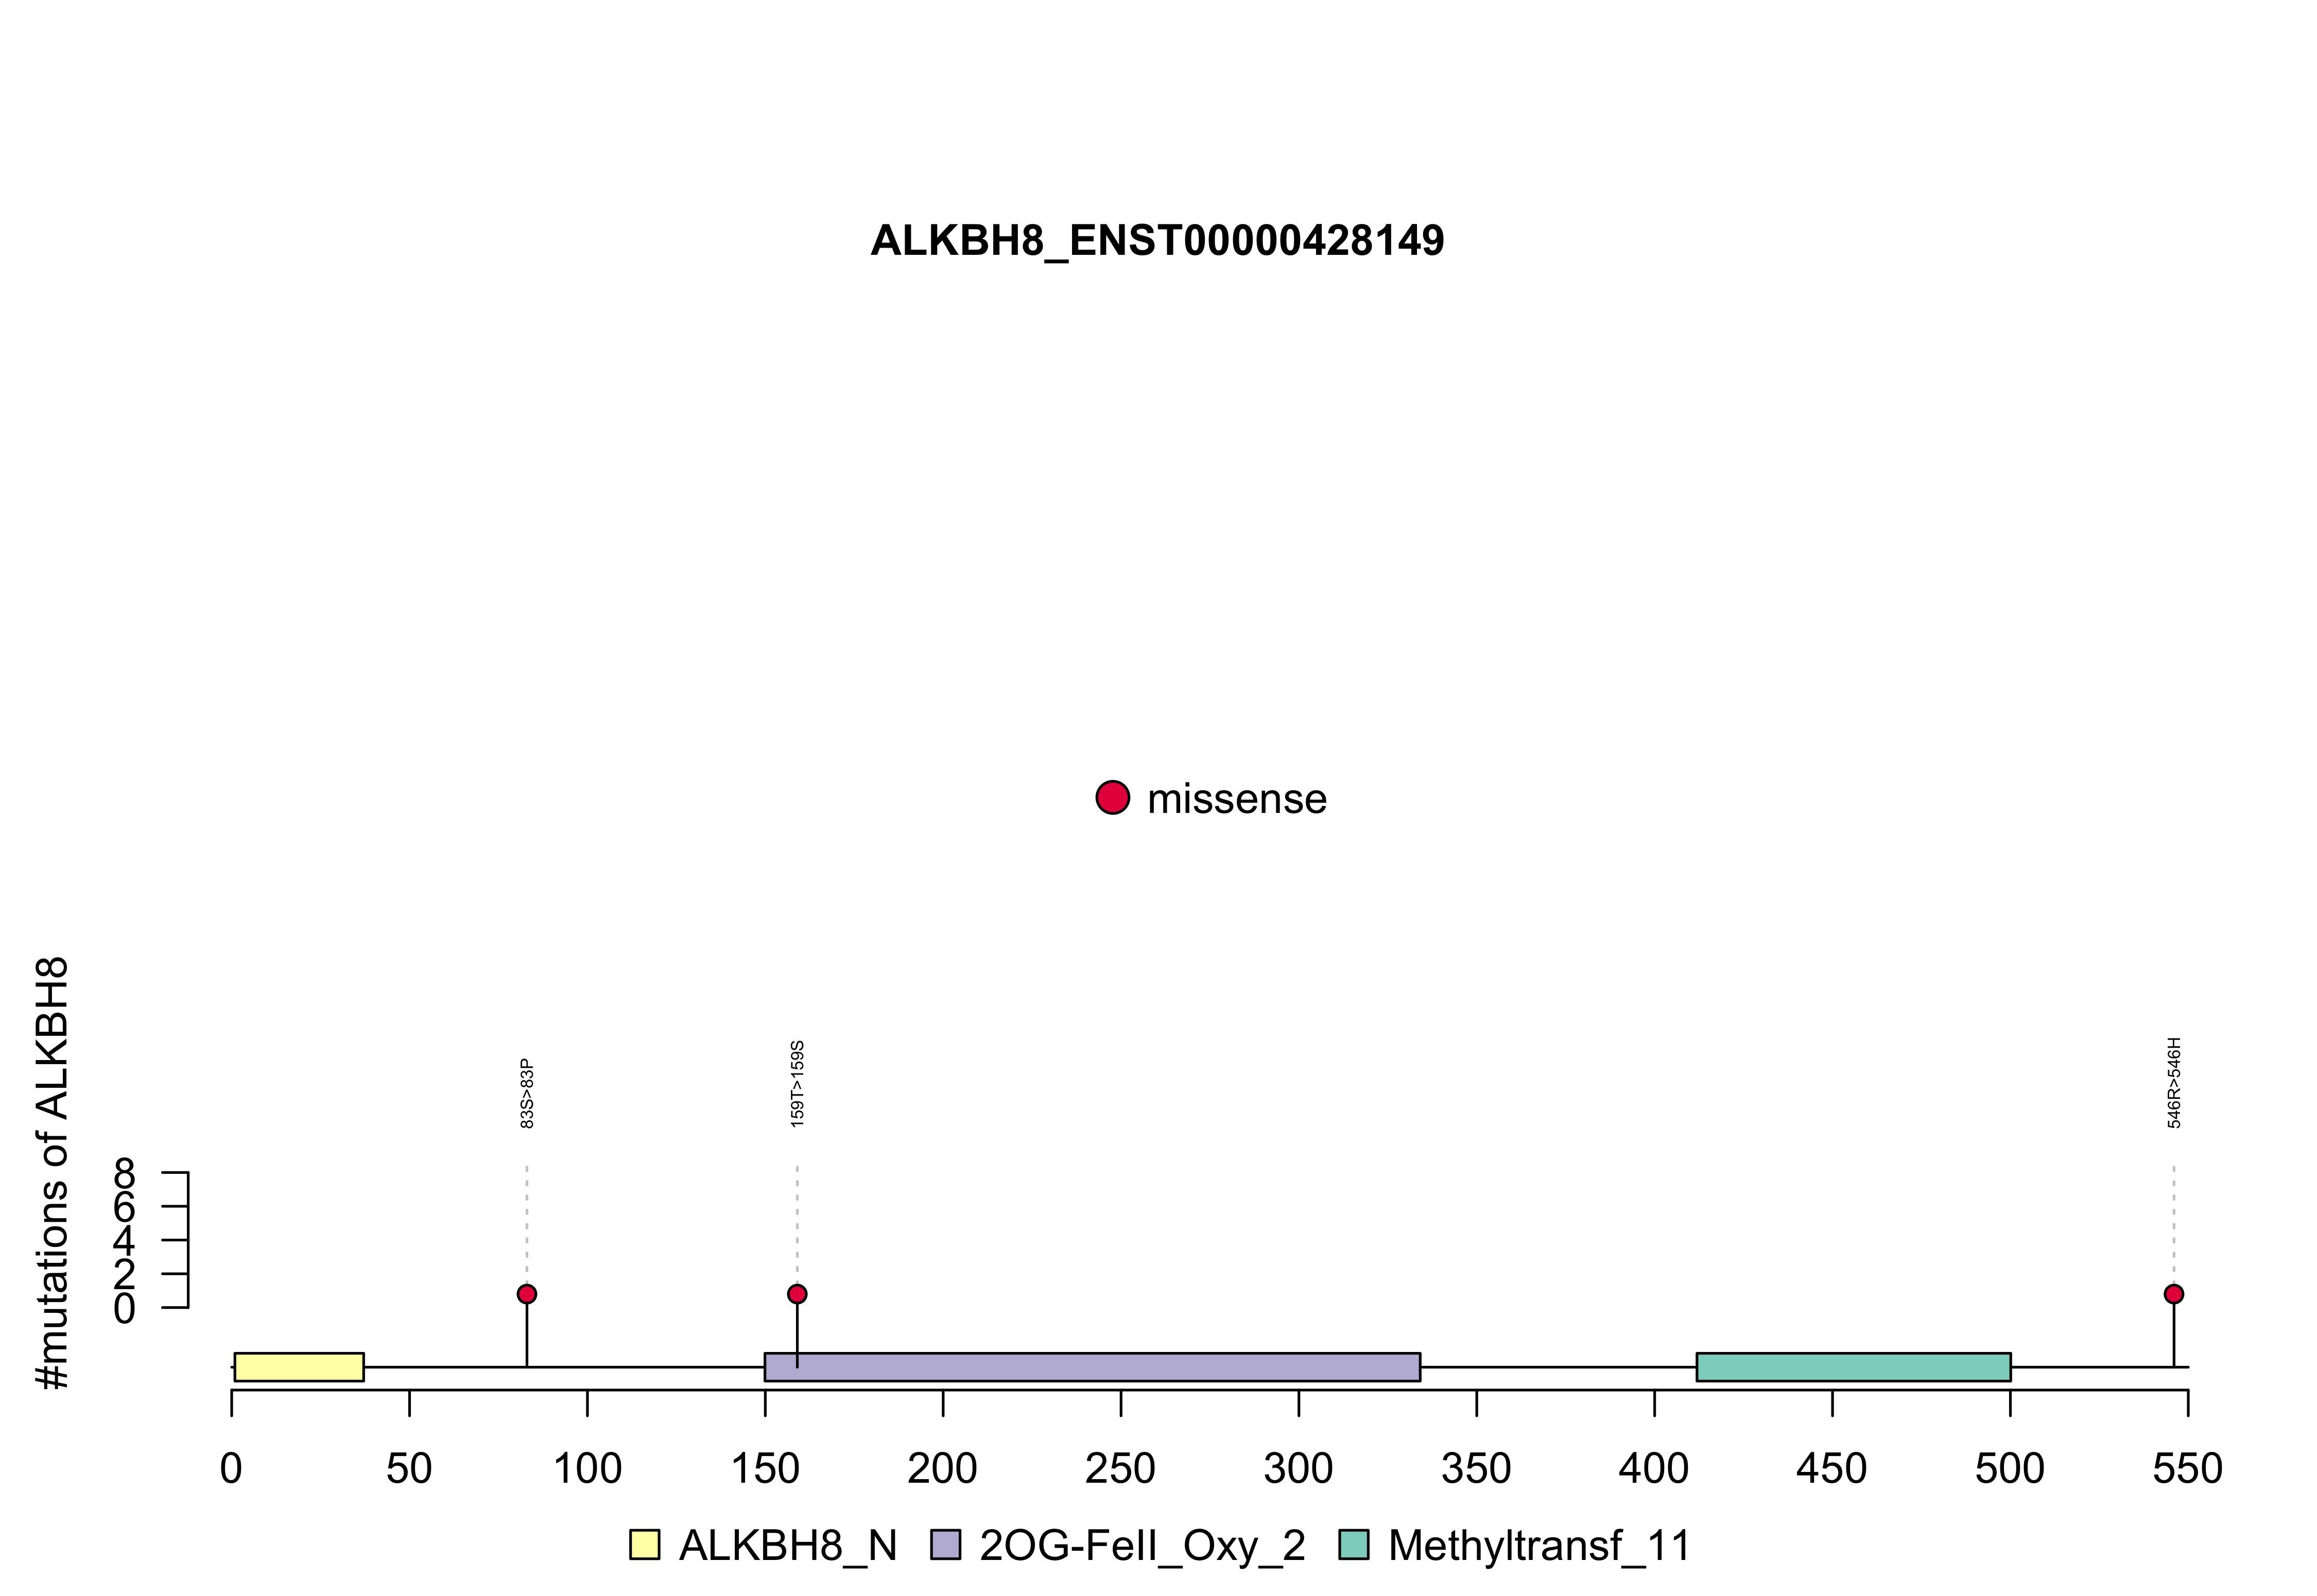 ALKBH8_ENST00000428149
missense
#mutations of ALKBH8
83S>83P
159T>159S
546R>546H
8
6
4
2
0
0 50 100 150 200 250 300 350 400 450 500 550
ALKBH8_N 2OG-FeII_Oxy_2 Methyltransf_11